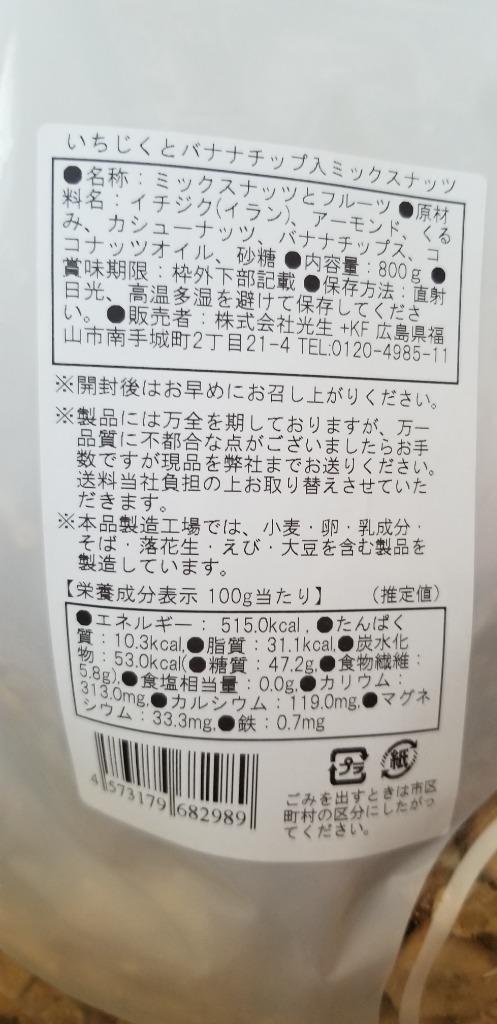 いちじくとバナナチップ入ミックスナッツ
●名称：ミックスナッツとフルーツ ●原材
料名：イチジク(イラン)、アーモンド、くる
み、カシューナッツ、バナナチップス、コ
コナッツオイル、砂糖 ●内容量：800g ●
賞味期限：枠外下部記載 ●保存方法：直射
日光、高温多湿を避けて保存してくださ
い。●販売者：株式会社光生 +KF 広島県福
山市南手城町2丁目21-4 TEL:0120-4985-11
※開封後はお早めにお召し上がりください。
※製品には万全を期しておりますが、万一
品質に不都合な点がございましたらお手
数ですが現品を弊社までお送りください。
送料当社負担の上お取り替えさせていた
だきます。
※本品製造工場では、小麦・卵・乳成分・
そば・落花生・えび・大豆を含む製品を
製造しています。
【栄養成分表示 100g当たり】 (推定値)
●エネルギー：515.0kcal,●たんぱく
質：10.3kcal,●脂質：31.1kcal,●炭水化
物：53.0kcal(●糖質：47.2g,●食物繊維：
5.8g),●食塩相当量：0.0g,●カリウム：
313.0mg,●カルシウム：119.0mg,●マグネ
シウム：33.3mg,●鉄：0.7mg
4 573179 682989
プラ 紙
ごみを出すときは市区
町村の区分にしたがっ
てください。